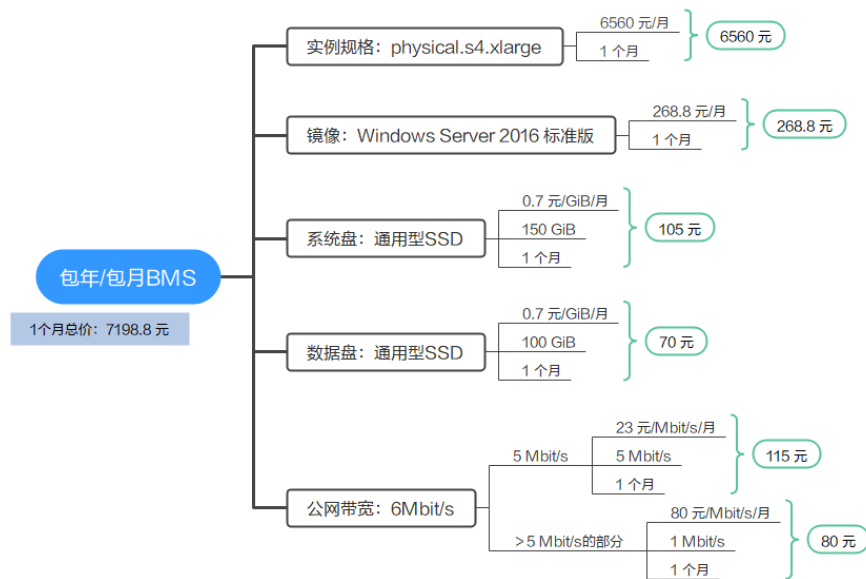 实例规格：physical.s4.xlarge
6560 元/月
1 个月
6560 元
镜像：Windows Server 2016 标准版
268.8 元/月
1 个月
268.8 元
系统盘：通用型SSD
0.7 元/GiB/月
150 GiB
1 个月
105 元
包年/包月BMS
1个月总价：7198.8 元
数据盘：通用型SSD
0.7 元/GiB/月
100 GiB
1 个月
70 元
公网带宽：6Mbit/s
5 Mbit/s
23 元/Mbit/s/月
5 Mbit/s
1 个月
115 元
＞5 Mbit/s的部分
80 元/Mbit/s/月
1 Mbit/s
1 个月
80 元